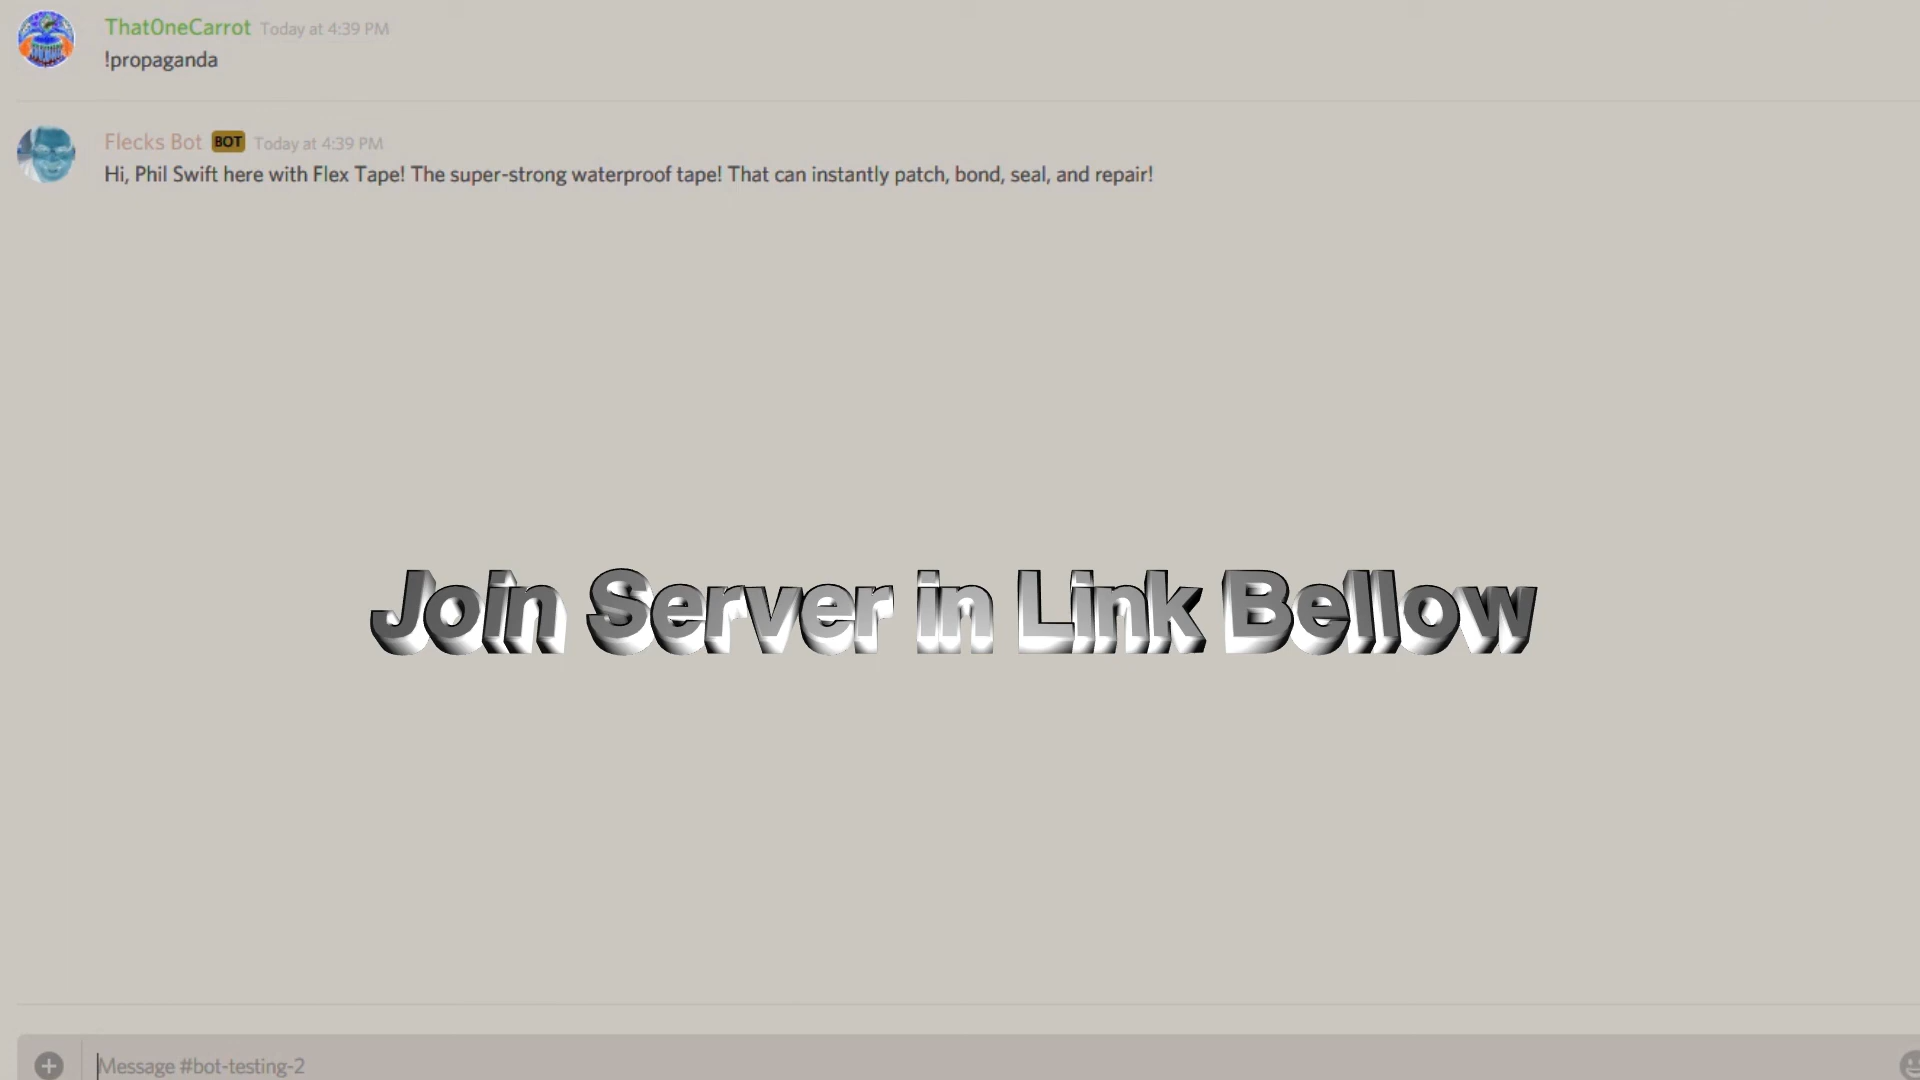 ThatOneCarrot Today at 4:39 PM
!propaganda
Flecks Bot BOT Today at 4:39 PM
Hi, Phil Swift here with Flex Tape! The super-strong waterproof tape! That can instantly patch, bond, seal, and repair!
Join Server in Link Bellow
Message #bot-testing-2